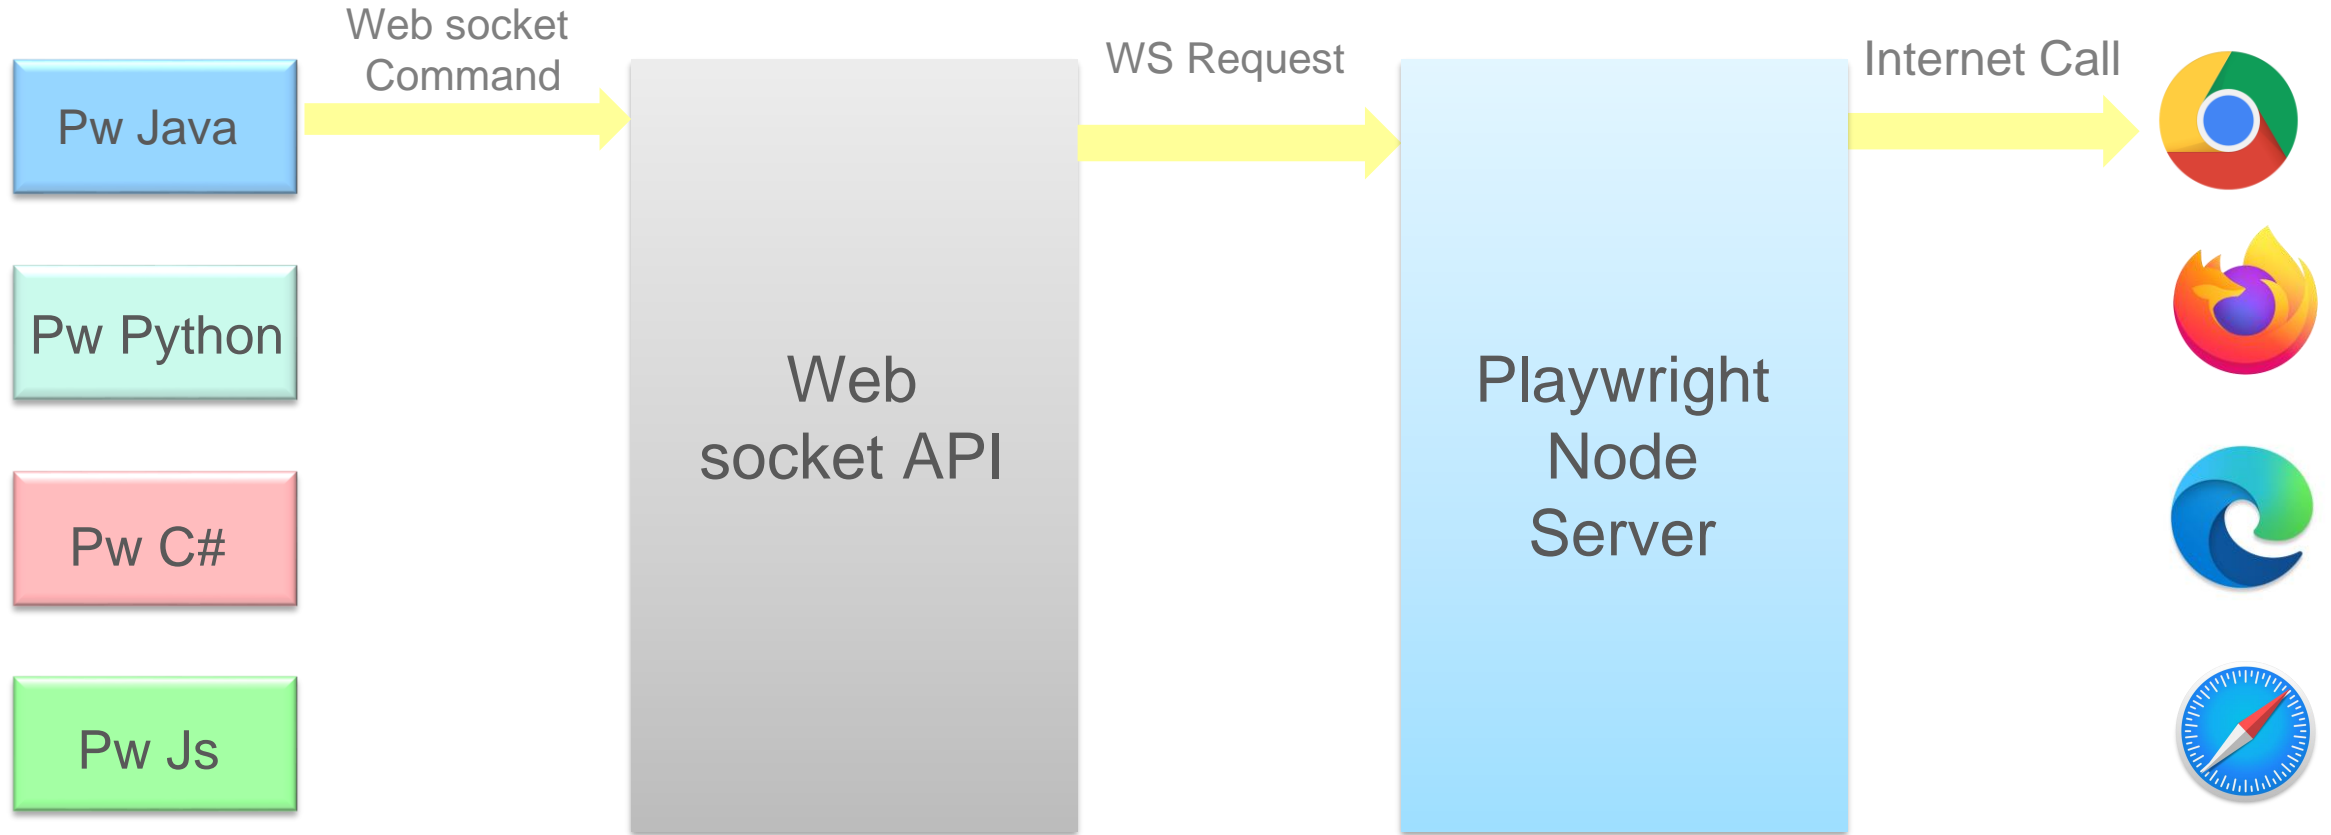 Web socket
Command
WS Request
Internet Call
Pw Java
Pw Python
Pw C#
Pw Js
Web
socket API
Playwright
Node
Server